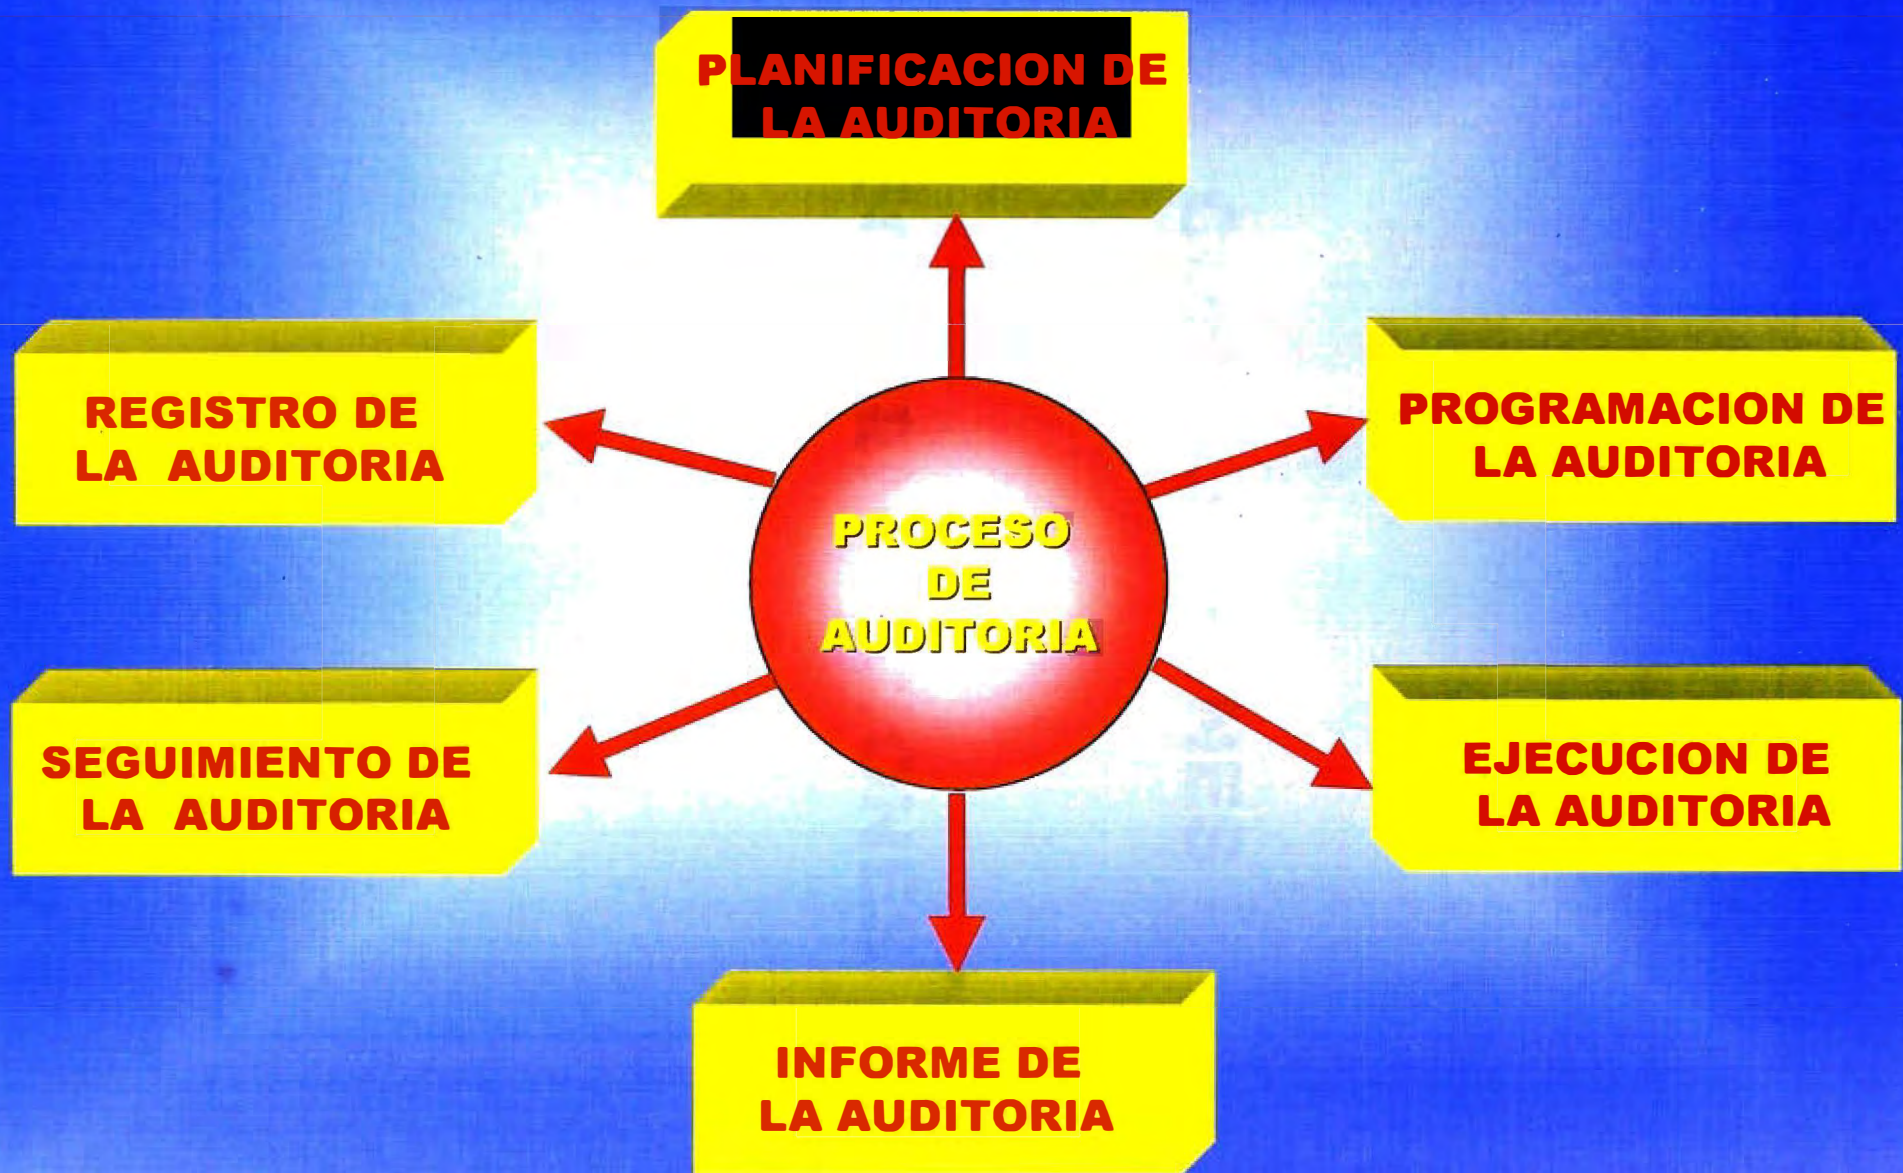 PLANIFICACION DE
LA AUDITORIA
REGISTRO DE
LA AUDITORIA
PROGRAMACION DE
LA AUDITORIA
PROCESO
DE
AUDITORIA
SEGUIMIENTO DE
LA AUDITORIA
EJECUCION DE
LA AUDITORIA
INFORME DE
LA AUDITORIA